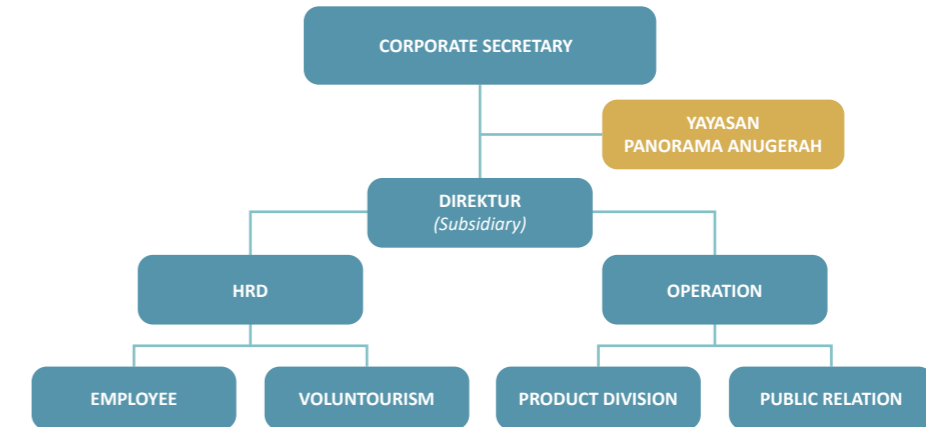 CORPORATE SECRETARY
YAYASAN
PANORAMA ANUGERAH
DIREKTUR
(Subsidiary)
HRD
OPERATION
EMPLOYEE
VOLUNTOURISM
PRODUCT DIVISION
PUBLIC RELATION